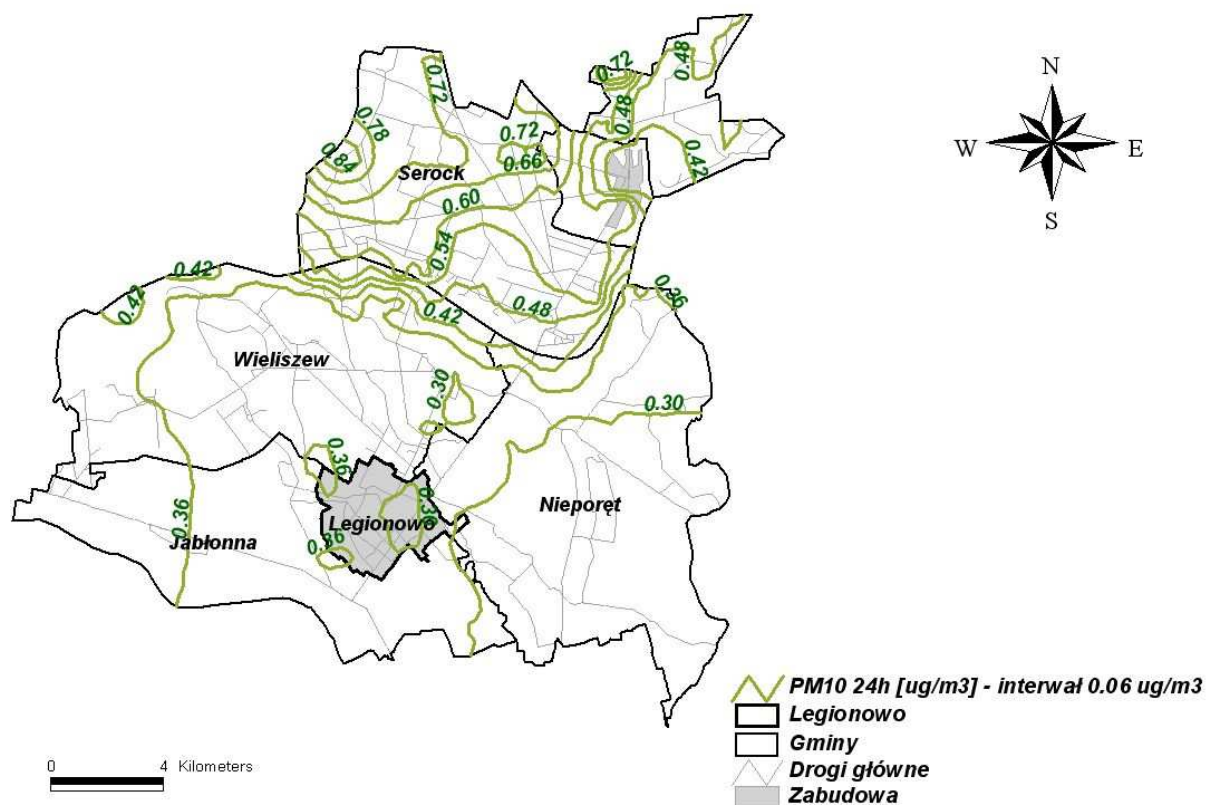 0.48
0.72
0.72
N
0.78
0.48
0.72
W
E
0.84
0.66
0.42
Serock
0.60
S
0.54
0.42
0.36
0.42
0.48
0.42
Wieliszew
0.30
0.30
0.36
0.36
0.36
Nieporęt
Legionowo
0.36
Jabłonna
PM10 24h [ug/m3] - interwał 0.06 ug/m3
Legionowo
Gminy
Drogi główne
Zabudowa
0 4 Kilometers